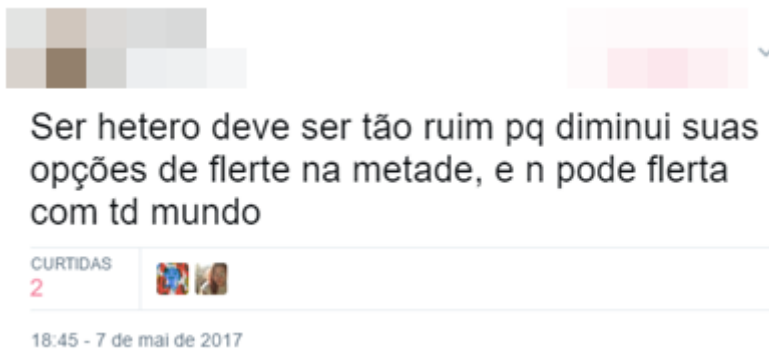 Ser hetero deve ser tão ruim pq diminui suas
opções de flerte na metade, e n pode flerta
com td mundo
CURTIDAS
2
18:45 - 7 de mai de 2017